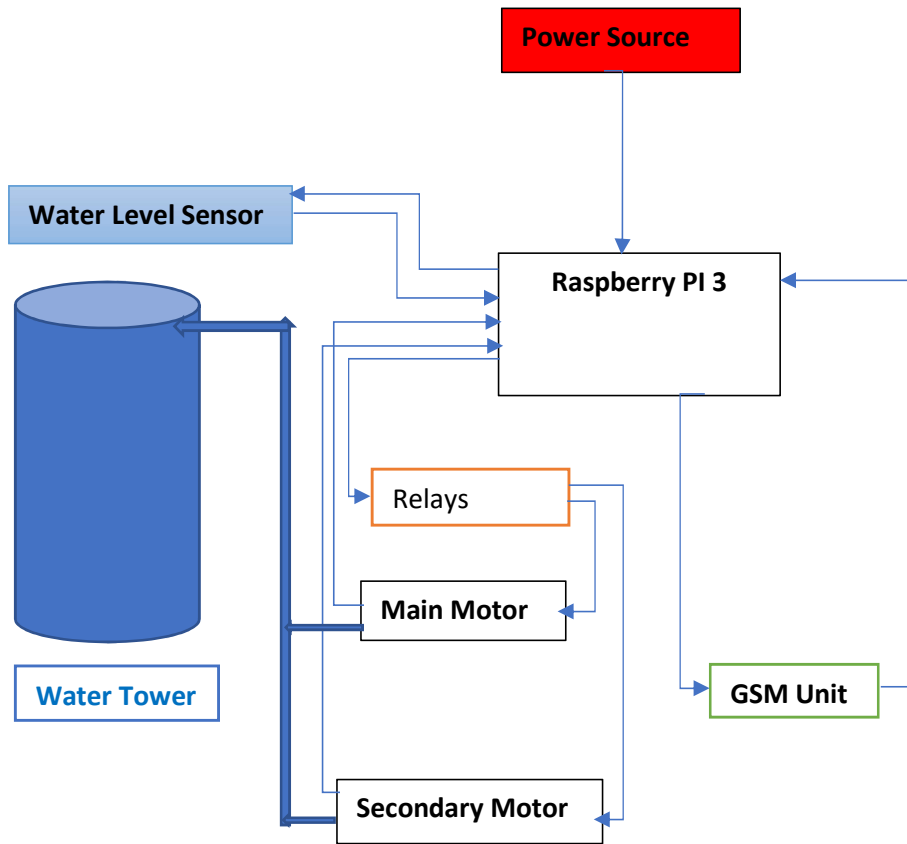 Power Source
Water Level Sensor
Raspberry PI 3
Relays
Main Motor
Water Tower
GSM Unit
Secondary Motor